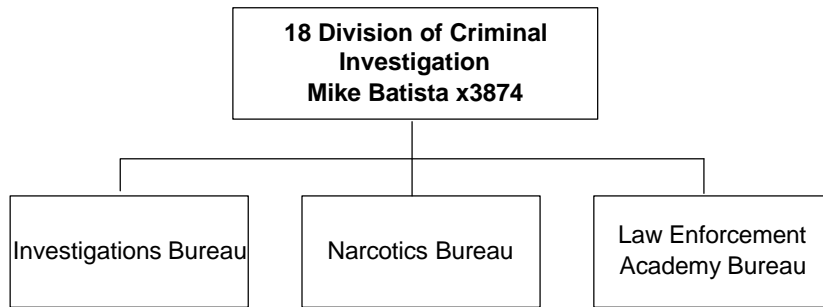 18 Division of Criminal
Investigation
Mike Batista x3874
Investigations Bureau
Narcotics Bureau
Law Enforcement
Academy Bureau